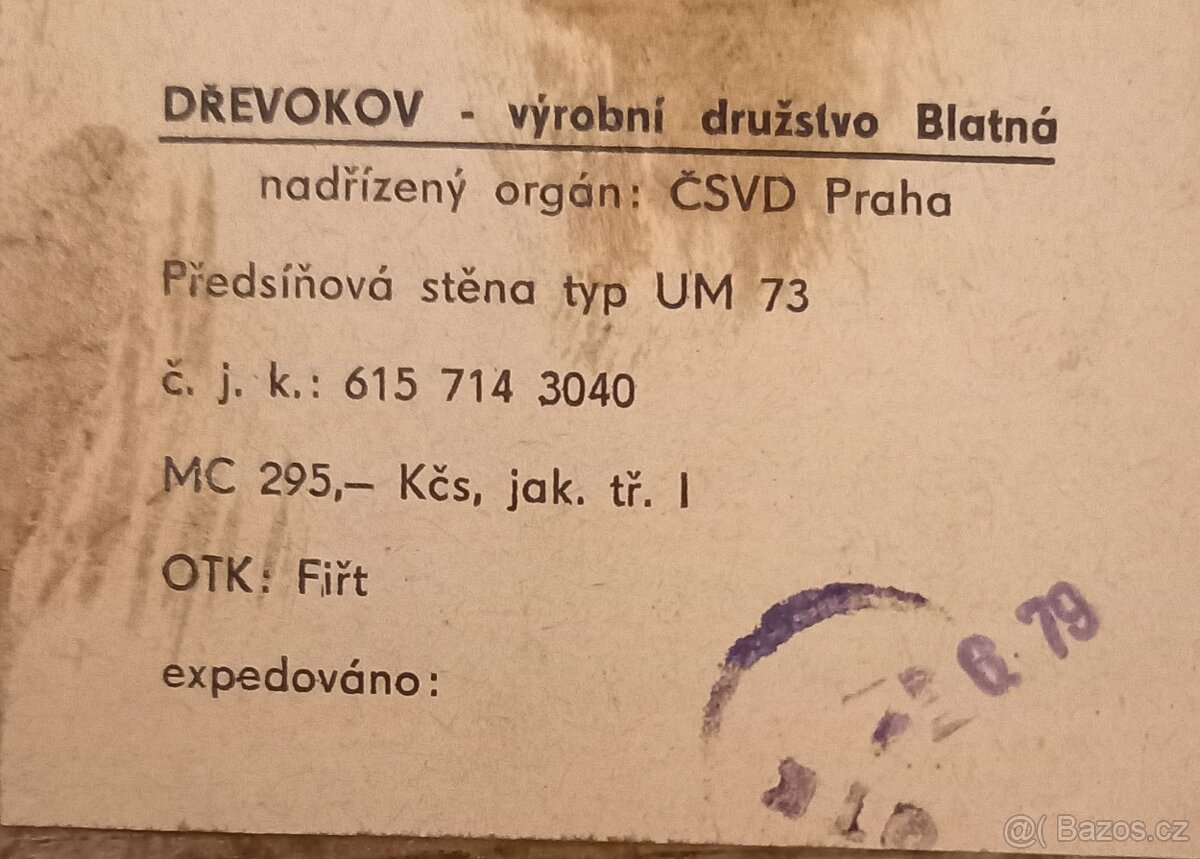 DŘEVOKOV - výrobní družstvo Blatná
nadřízený orgán: ČSVD Praha
Předsíňová stěna typ UM 73
č. j. k.: 615 714 3040
MC 295,– Kčs, jak. tř. I
OTK: Fiřt
expedováno:
6. 79
@( Bazos.cz